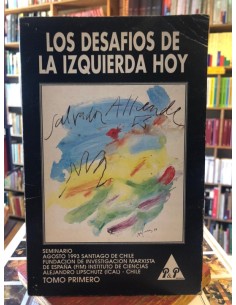 LOS DESAFIOS DE
LA IZQUIERDA HOY
Salvador Allende
SEMINARIO
AGOSTO 1993 SANTIAGO DE CHILE
FUNDACION DE INVESTIGACION MARXISTA
DE ESPAÑA (FIM) INSTITUTO DE CIENCIAS
ALEJANDRO LIPSCHUTZ (ICAL) - CHILE
TOMO PRIMERO
P&P